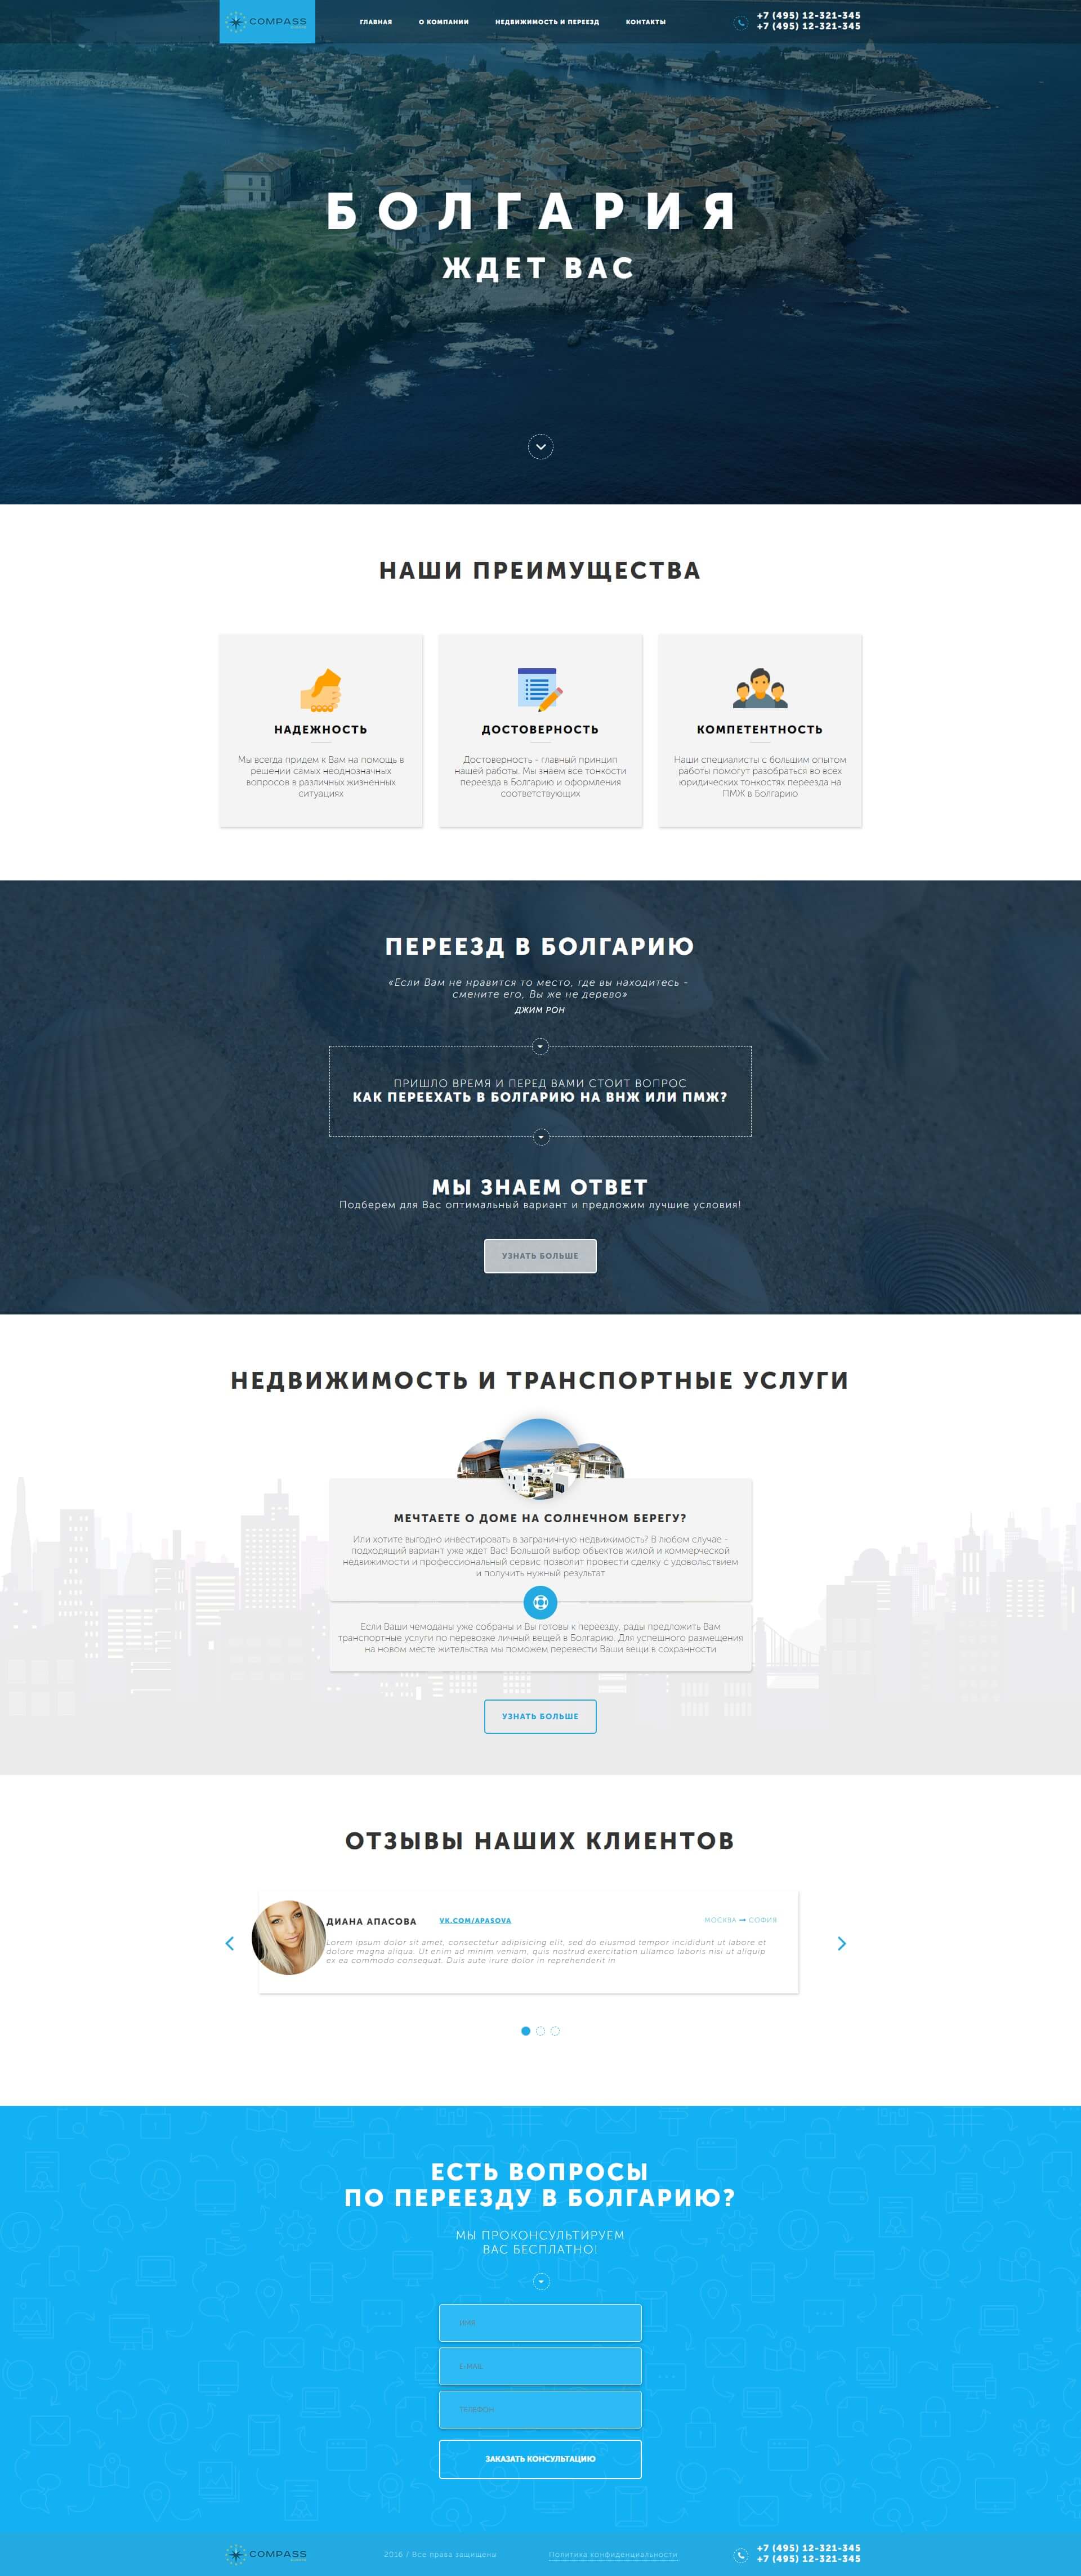 COMPASS
ГЛАВНАЯ
О КОМПАНИИ
НЕДВИЖИМОСТЬ И ПЕРЕЕЗД
КОНТАКТЫ
+7 (495) 12-321-345
+7 (495) 12-321-345
БОЛГАРИЯ
ЖДЕТ ВАС
НАШИ ПРЕИМУЩЕСТВА
НАДЕЖНОСТЬ
Мы всегда придем к Вам на помощь в
решении самых неоднозначных
вопросов в различных жизненных
ситуациях
ДОСТОВЕРНОСТЬ
Достоверность - главный принцип
нашей работы. Мы знаем все тонкости
переезда в Болгарию и оформления
соответствующих
КОМПЕТЕНТНОСТЬ
Наши специалисты с большим опытом
работы помогут разобраться во всех
юридических тонкостях переезда на
ПМЖ в Болгарию
ПЕРЕЕЗД В БОЛГАРИЮ
«Если Вам не нравится то место, где вы находитесь -
смените его, Вы же не дерево»
ДЖИМ РОН
ПРИШЛО ВРЕМЯ И ПЕРЕД ВАМИ СТОИТ ВОПРОС
КАК ПЕРЕЕХАТЬ В БОЛГАРИЮ НА ВНЖ ИЛИ ПМЖ?
МЫ ЗНАЕМ ОТВЕТ
Подберем для Вас оптимальный вариант и предложим лучшие условия!
УЗНАТЬ БОЛЬШЕ
НЕДВИЖИМОСТЬ И ТРАНСПОРТНЫЕ УСЛУГИ
МЕЧТАЕТЕ О ДОМЕ НА СОЛНЕЧНОМ БЕРЕГУ?
Или хотите выгодно инвестировать в заграничную недвижимость? В любом случае -
подходящий вариант уже ждет Вас! Большой выбор объектов жилой и коммерческой
недвижимости и профессиональный сервис позволит провести сделку с удовольствием
и получить нужный результат
Если Ваши чемоданы уже собраны и Вы готовы к переезду, рады предложить Вам
транспортные услуги по перевозке личный вещей в Болгарию. Для успешного размещения
на новом месте жительства мы поможем перевести Ваши вещи в сохранности
УЗНАТЬ БОЛЬШЕ
ОТЗЫВЫ НАШИХ КЛИЕНТОВ
ДИАНА АПАСОВА
VK.COM/APASOVA
МОСКВА ➞ СОФИЯ
Lorem ipsum dolor sit amet, consectetur adipisicing elit, sed do eiusmod tempor incididunt ut labore et
dolore magna aliqua. Ut enim ad minim veniam, quis nostrud exercitation ullamco laboris nisi ut aliquip
ex ea commodo consequat. Duis aute irure dolor in reprehenderit in
ЕСТЬ ВОПРОСЫ
ПО ПЕРЕЕЗДУ В БОЛГАРИЮ?
МЫ ПРОКОНСУЛЬТИРУЕМ
ВАС БЕСПЛАТНО!
ИМЯ
E-MAIL
ТЕЛЕФОН
ЗАКАЗАТЬ КОНСУЛЬТАЦИЮ
COMPASS
2016 / Все права защищены
Политика конфиденциальности
+7 (495) 12-321-345
+7 (495) 12-321-345